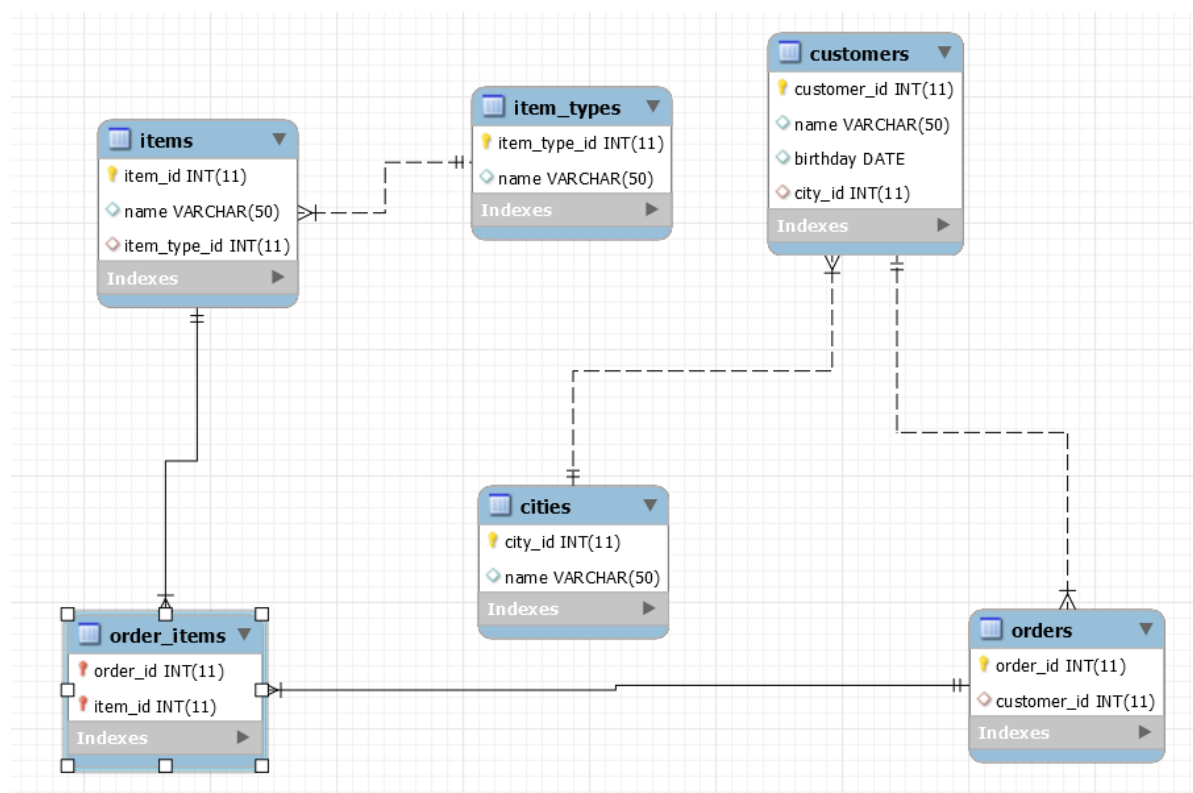 customers
customer_id INT(11)
name VARCHAR(50)
birthday DATE
city_id INT(11)
Indexes
item_types
item_type_id INT(11)
name VARCHAR(50)
Indexes
items
item_id INT(11)
name VARCHAR(50)
item_type_id INT(11)
Indexes
cities
city_id INT(11)
name VARCHAR(50)
Indexes
order_items
order_id INT(11)
item_id INT(11)
Indexes
orders
order_id INT(11)
customer_id INT(11)
Indexes